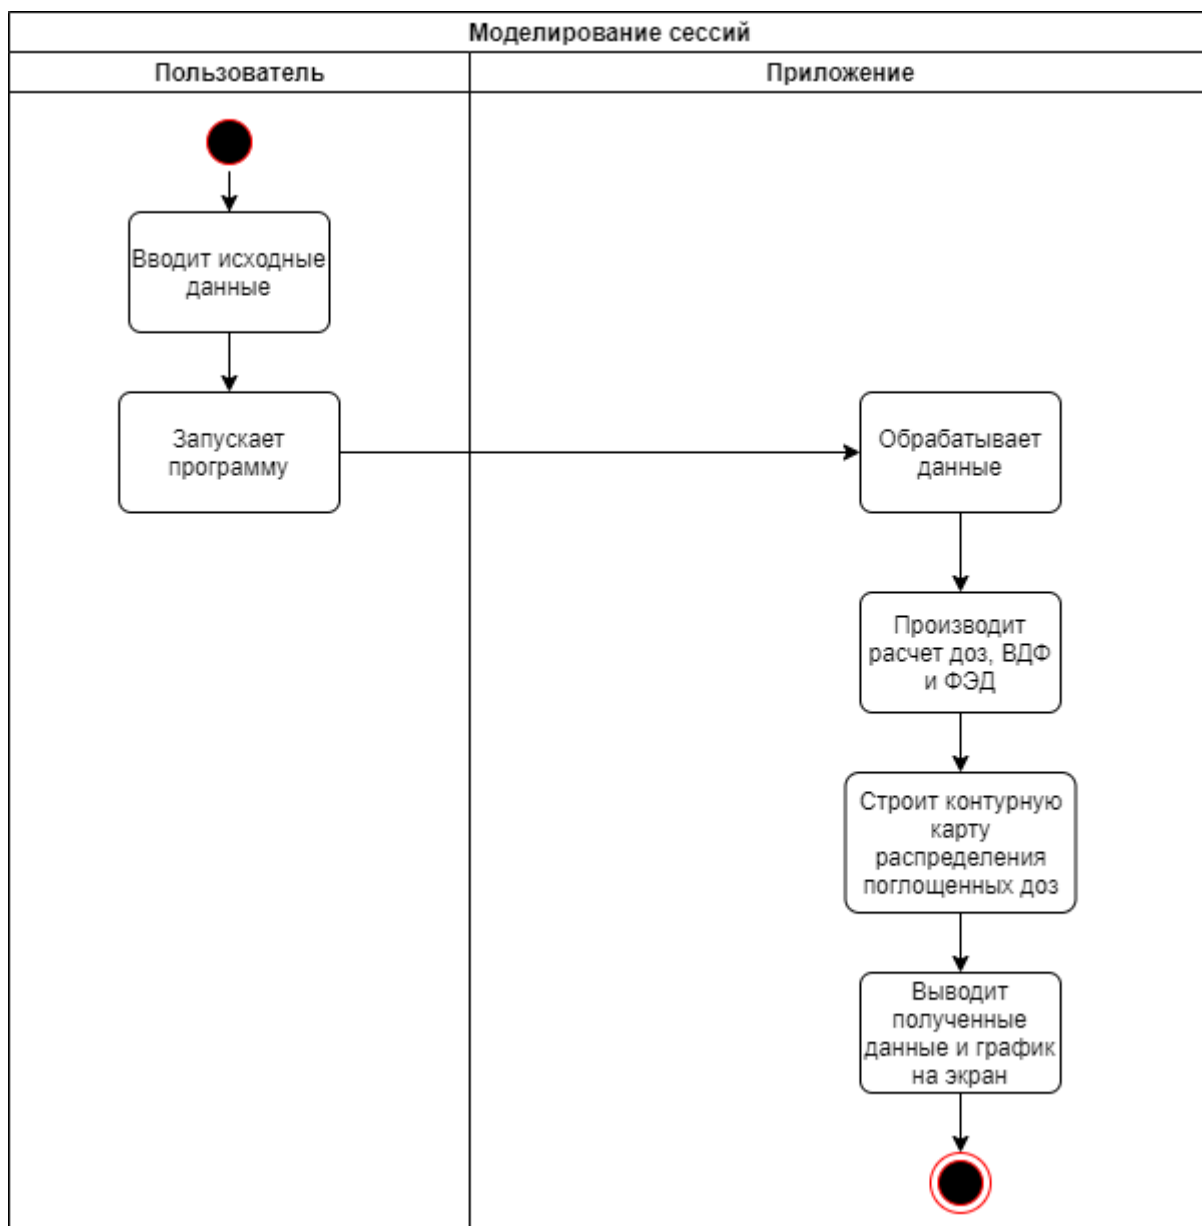 Моделирование сессий
Пользователь
Приложение
Вводит исходные
данные
Запускает
программу
Обрабатывает
данные
Производит
расчет доз, ВДФ
и ФЭД
Строит контурную
карту
распределения
поглощенных доз
Выводит
полученные
данные и график
на экран